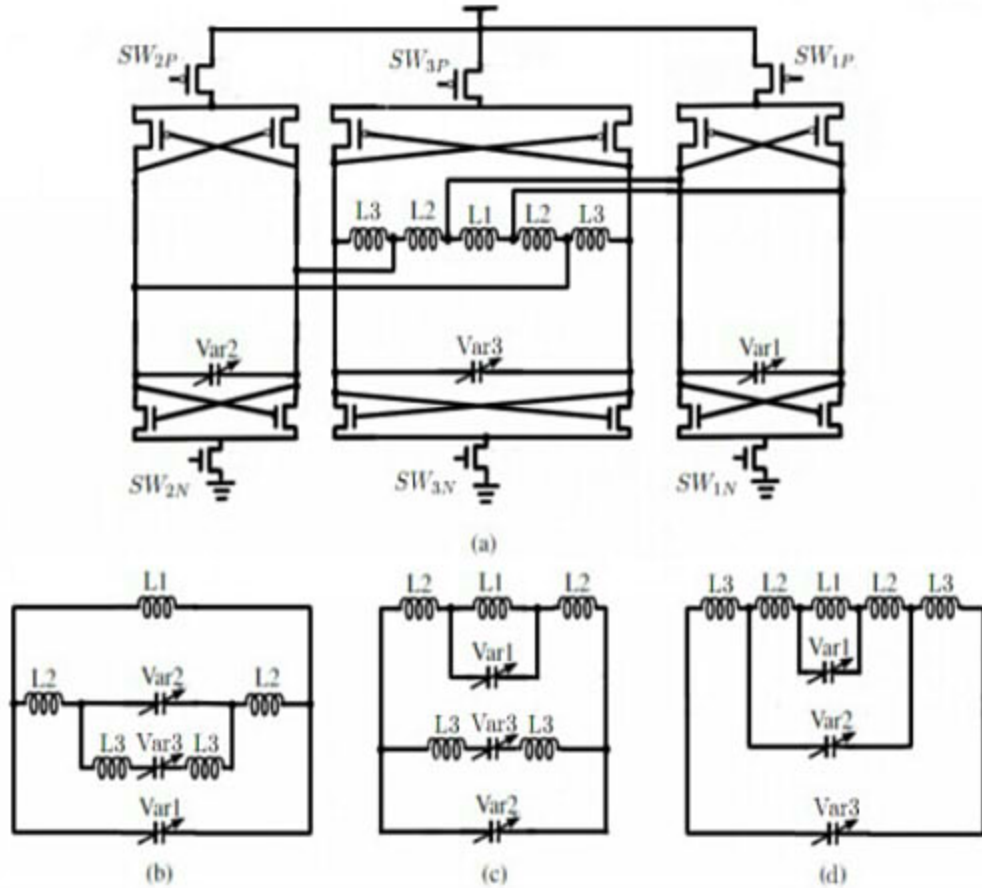 SW2P
SW3P
SW1P
L3 L2 L1 L2 L3
Var2
Var3
Var1
SW2N
SW3N
SW1N
(a)
L1
L2
Var2
L2
L3 Var3 L3
Var1
(b)
L2 L1 L2
Var1
L3 Var3 L3
Var2
(c)
L3 L2 L1 L2 L3
Var1
Var2
Var3
(d)